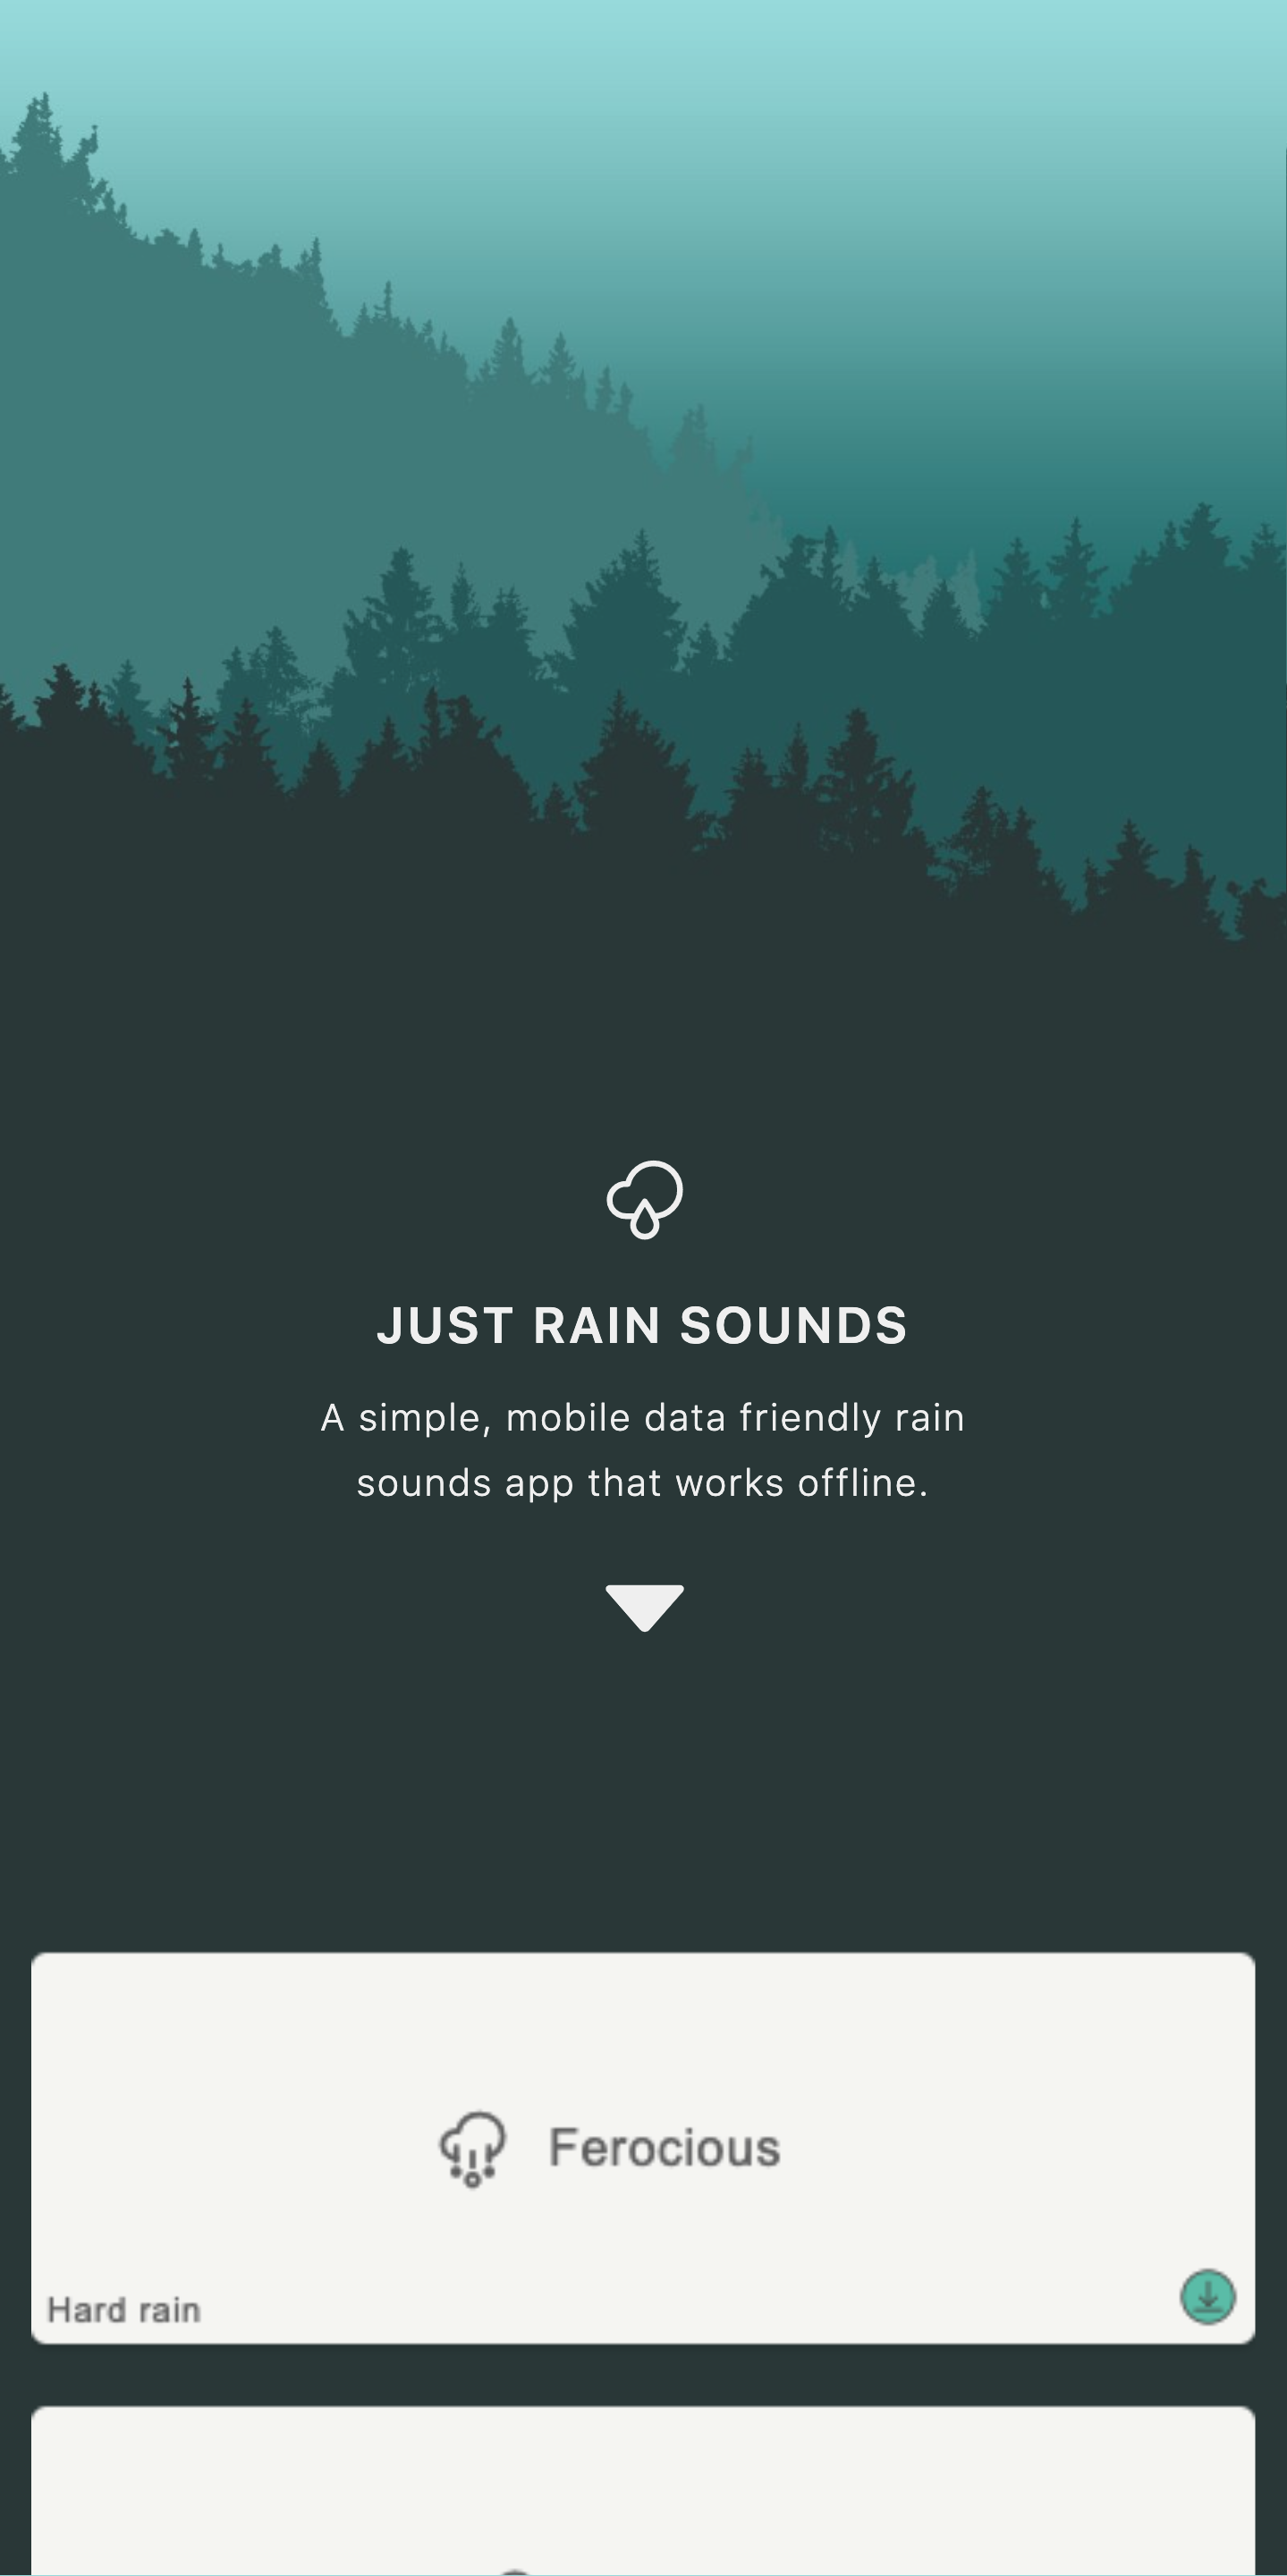 JUST RAIN SOUNDS
A simple, mobile data friendly rain
sounds app that works offline.
Ferocious
Hard rain